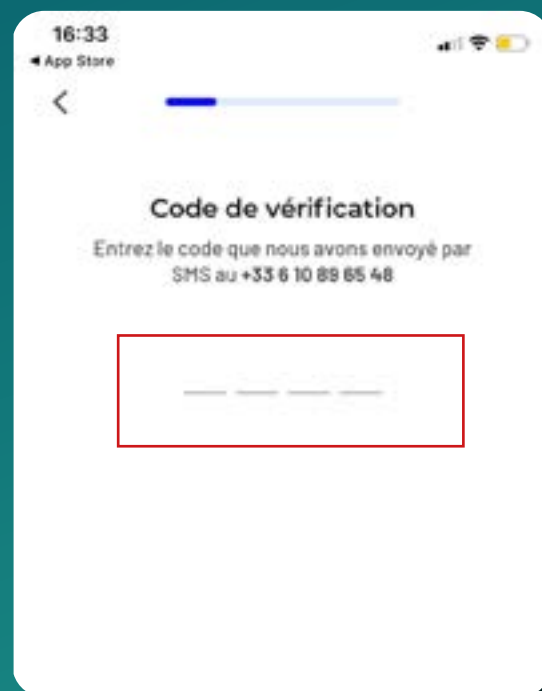 16:33
◀ App Store
Code de vérification
Entrez le code que nous avons envoyé par
SMS au +33 6 10 89 65 48